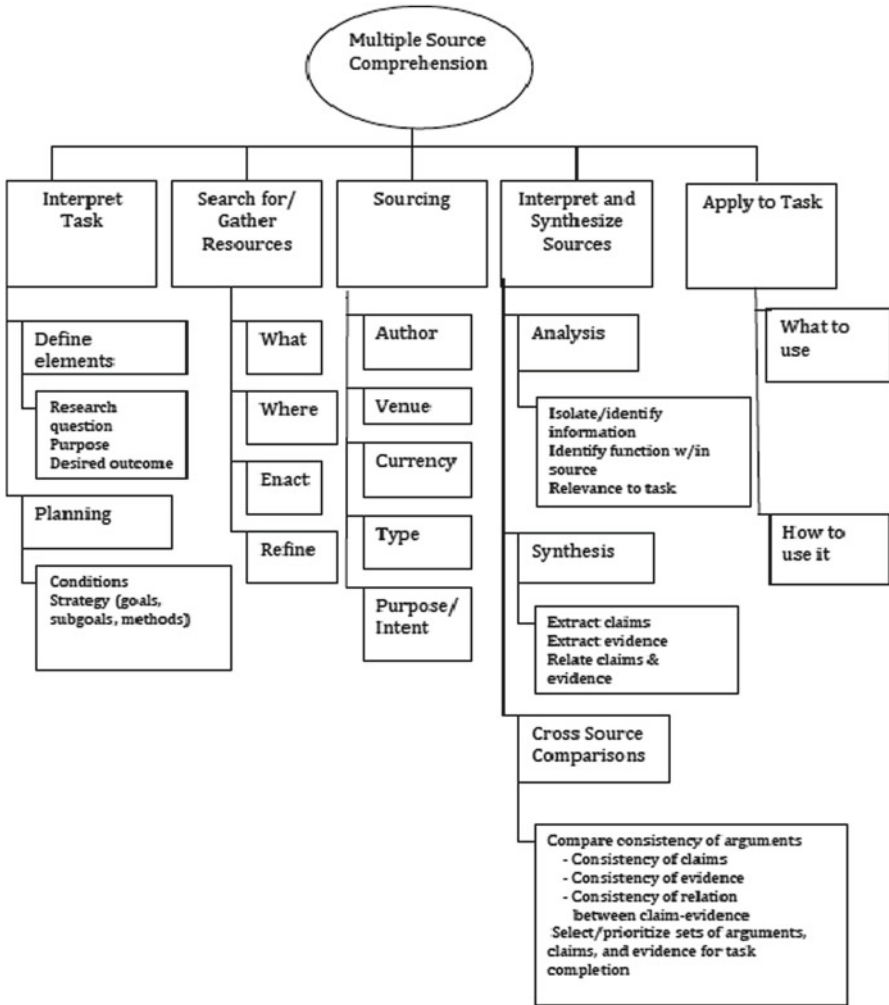 Multiple Source
Comprehension
Interpret
Task
Search for/
Gather
Resources
Sourcing
Interpret and
Synthesize
Sources
Apply to Task
Define
elements
Research
question
Purpose
Desired outcome
Planning
Conditions
Strategy (goals,
subgoals, methods)
What
Where
Enact
Refine
Author
Venue
Currency
Type
Purpose/
Intent
Analysis
Isolate/identify
information
Identify function w/in
source
Relevance to task
Synthesis
Extract claims
Extract evidence
Relate claims &
evidence
Cross Source
Comparisons
Compare consistency of arguments
- Consistency of claims
- Consistency of evidence
- Consistency of relation
between claim-evidence
Select/prioritize sets of arguments,
claims, and evidence for task
completion
What to
use
How to
use it